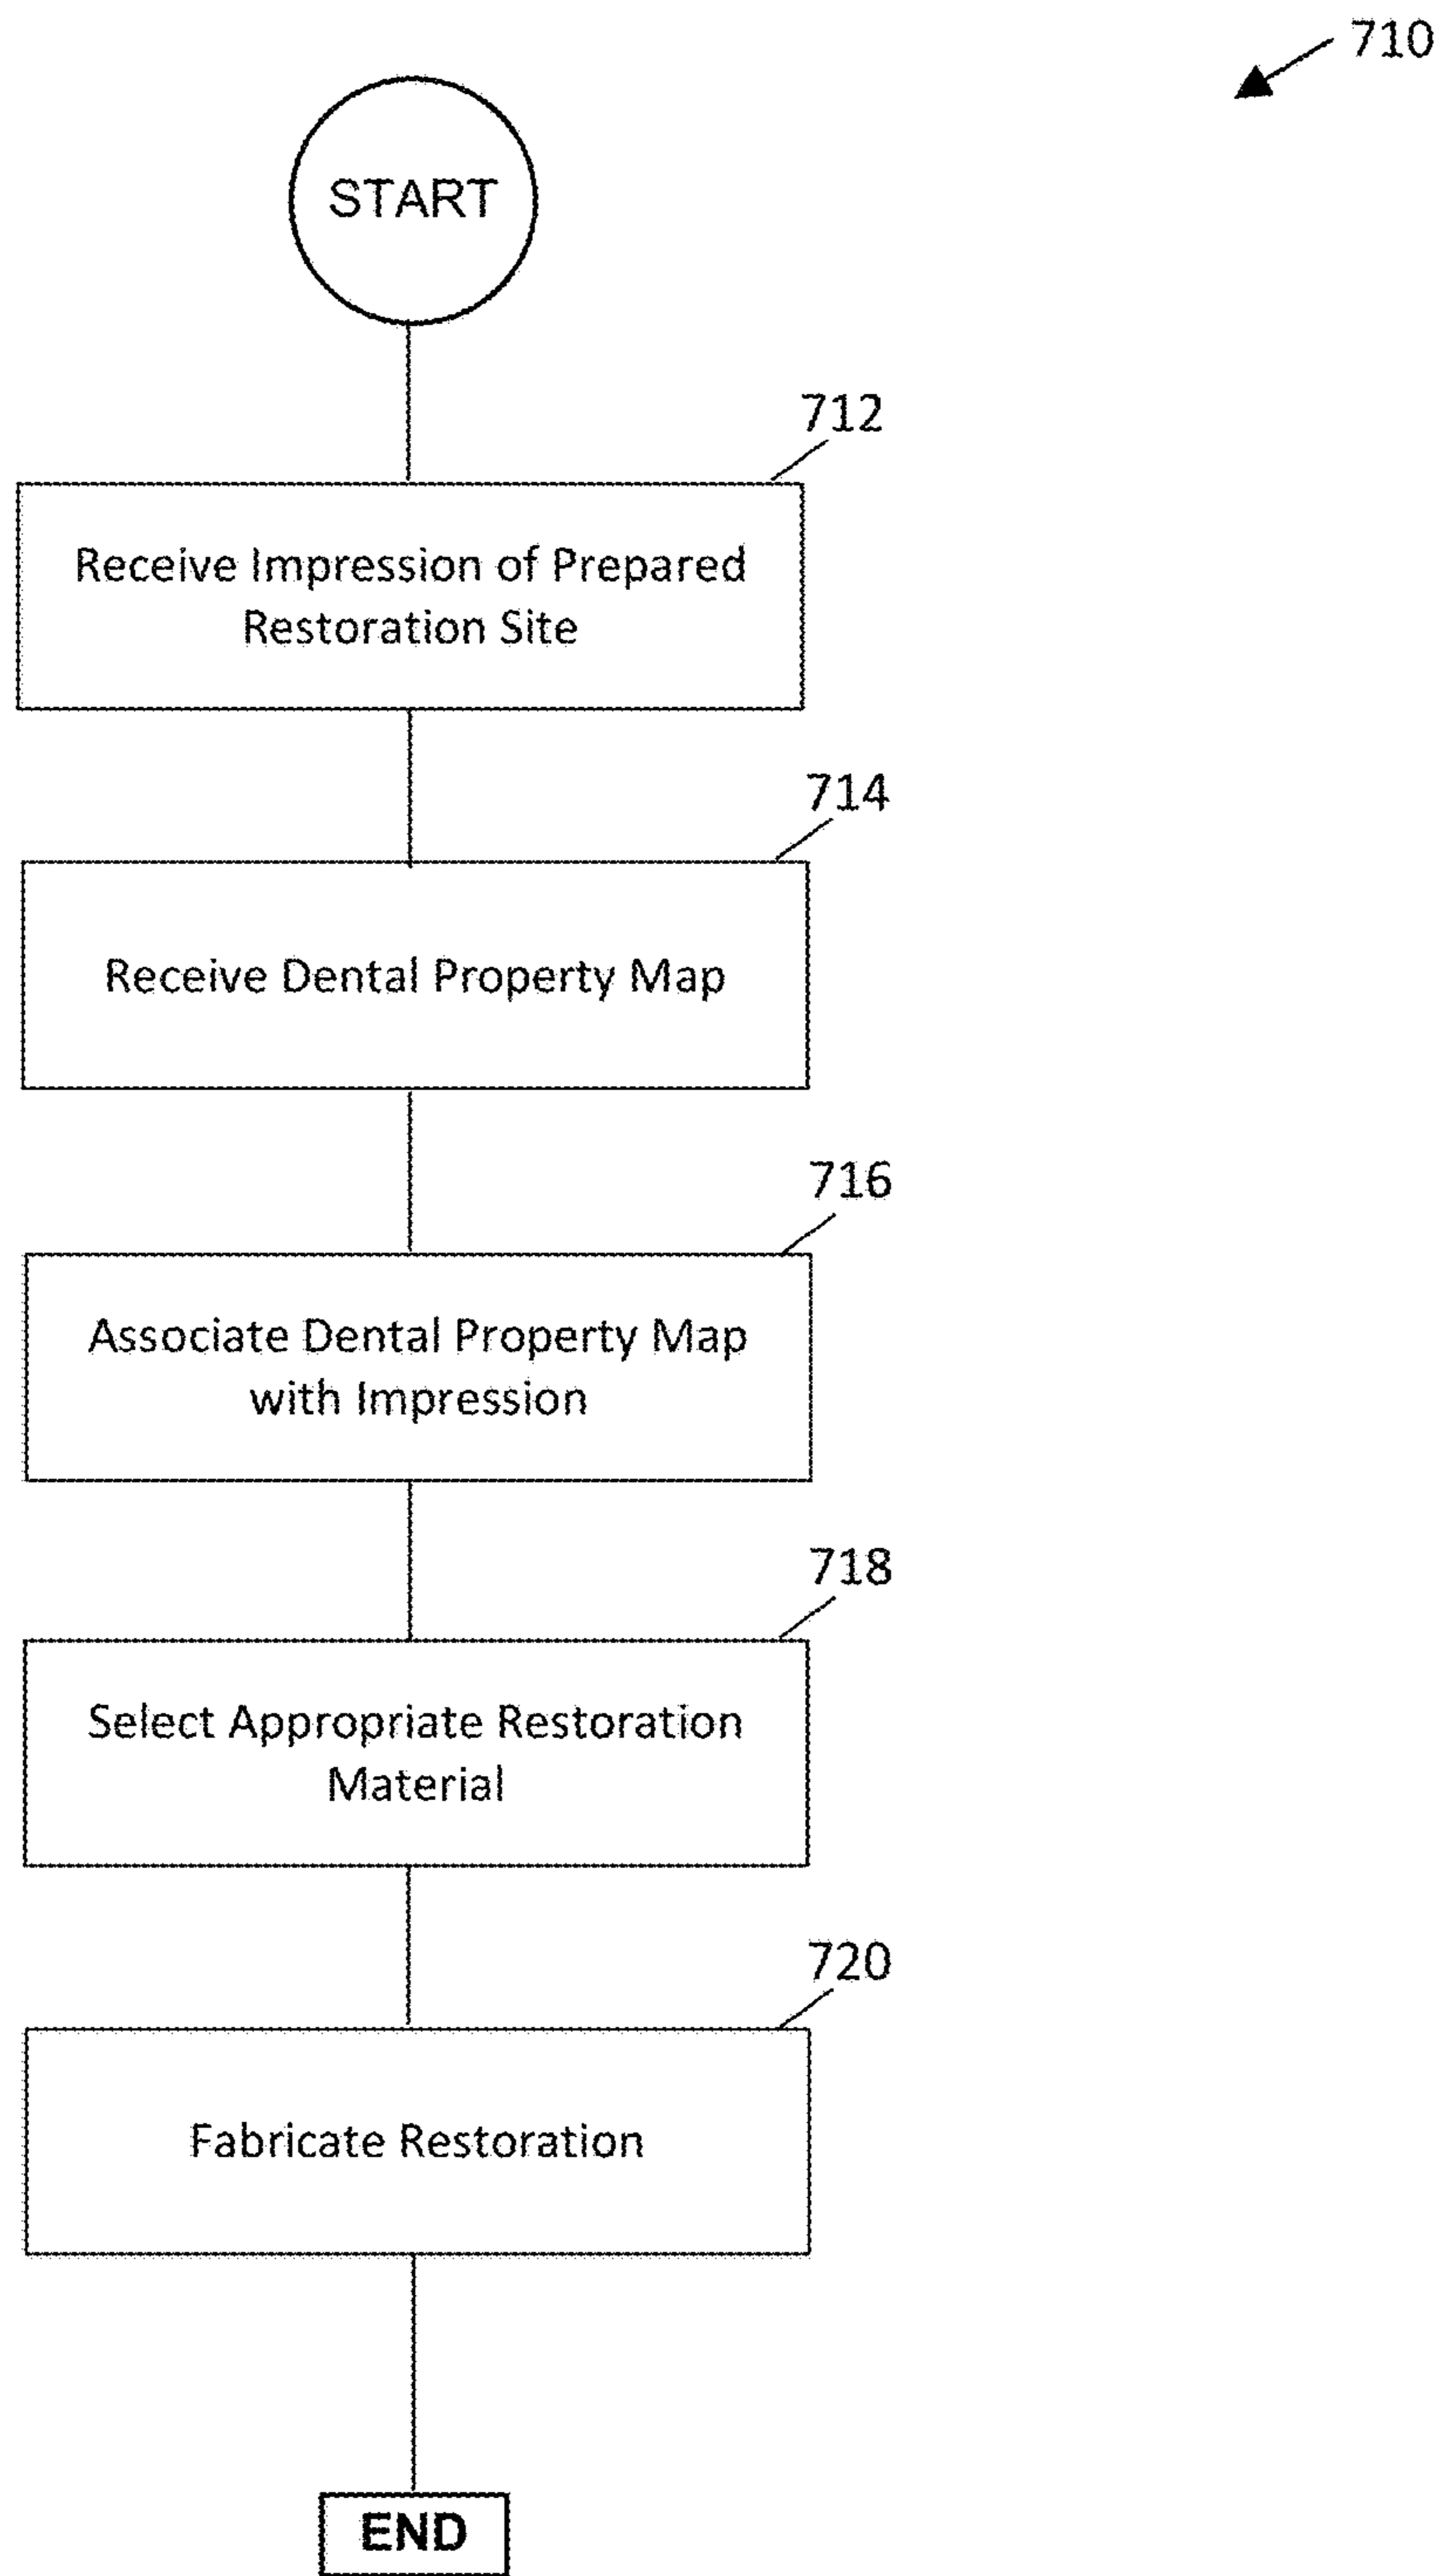 710
START
712
Receive Impression of Prepared
Restoration Site
714
Receive Dental Property Map
716
Associate Dental Property Map
with Impression
718
Select Appropriate Restoration
Material
720
Fabricate Restoration
END